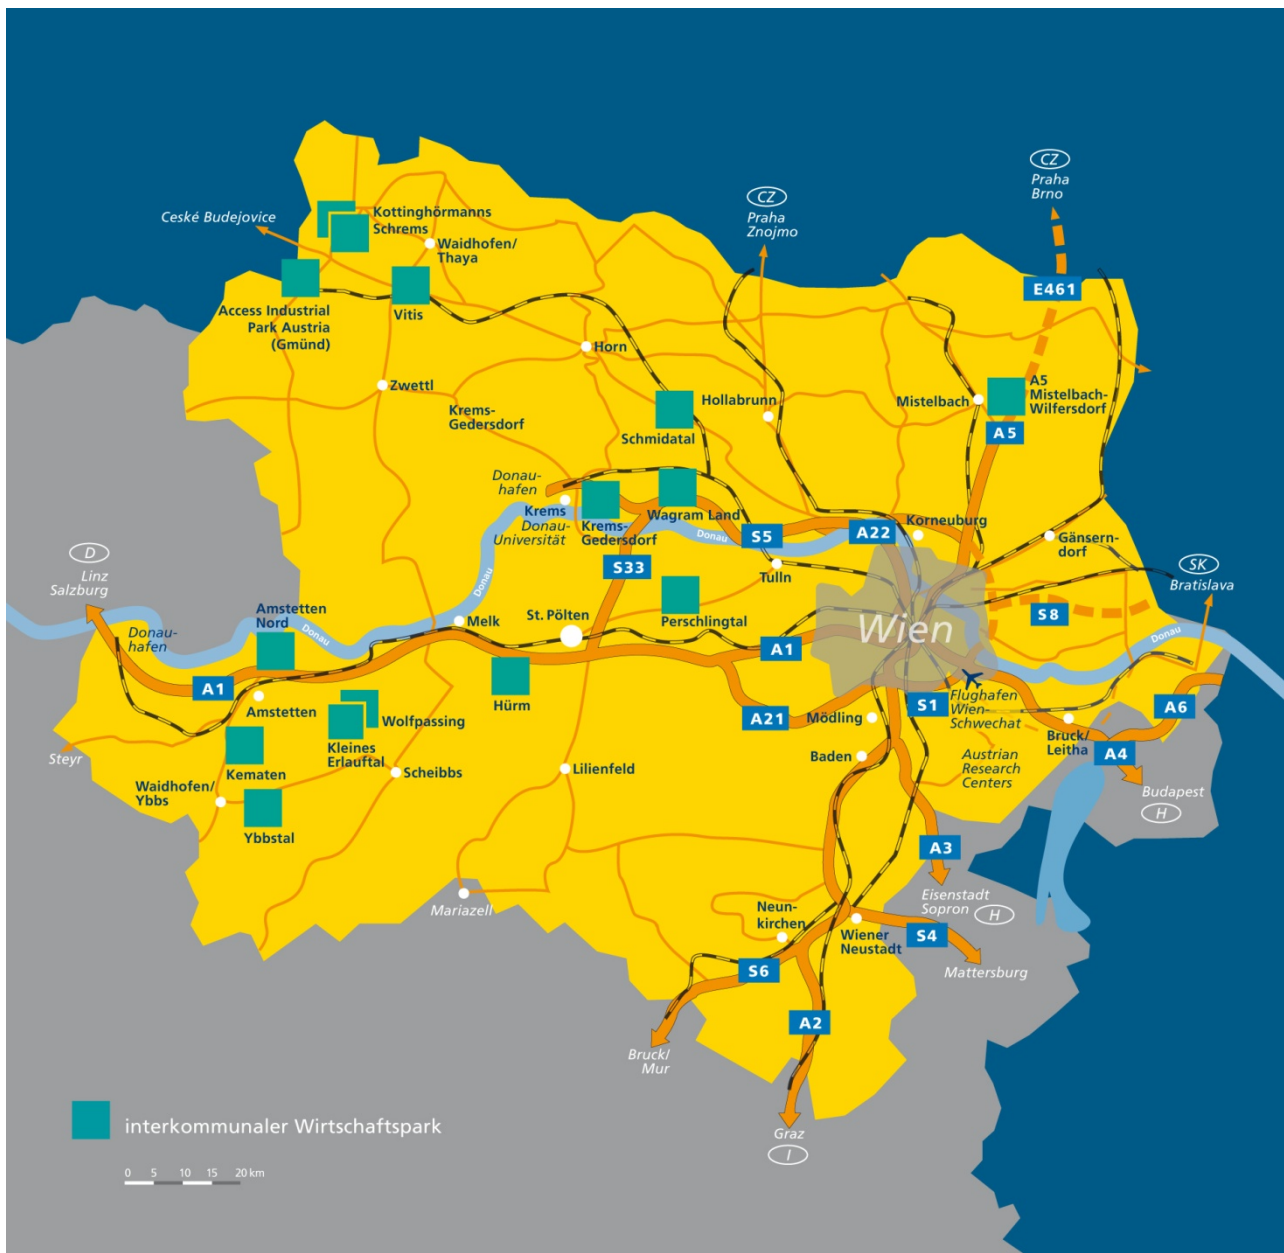 CZ
Praha
Brno
CZ
Praha
Znojmo
Ceské Budejovice
Kottinghörmanns
Schrems
Waidhofen/
Thaya
E461
Access Industrial
Park Austria
(Gmünd)
Vitis
Horn
Zwettl
Krems-
Gedersdorf
Hollabrunn
Schmidatal
Mistelbach
A5
Mistelbach-
Wilfersdorf
A5
Donau-
hafen
Krems
Donau-
Universität
Krems-
Gedersdorf
Wagram Land
Donau
S5
A22
Korneuburg
Gänsern-
dorf
D
Linz
Salzburg
S33
Donau
Tulln
SK
Bratislava
S8
Amstetten
Nord
Donau-
hafen
Donau
Melk
St. Pölten
Perschlingtal
A1
Wien
Donau
A1
Amstetten
Wolfpassing
Kleines
Erlauftal
Hürm
A21
Mödling
S1
Flughafen
Wien-
Schwechat
A6
Bruck/
Leitha
A4
Steyr
Kematen
Scheibbs
Lilienfeld
Baden
Austrian
Research
Centers
Waidhofen/
Ybbs
Ybbstal
Budapest
H
A3
Eisenstadt
Sopron
H
Mariazell
Neun-
kirchen
Wiener
Neustadt
S4
Mattersburg
S6
A2
Bruck/
Mur
Graz
I
interkommunaler Wirtschaftspark
0 5 10 15 20 km